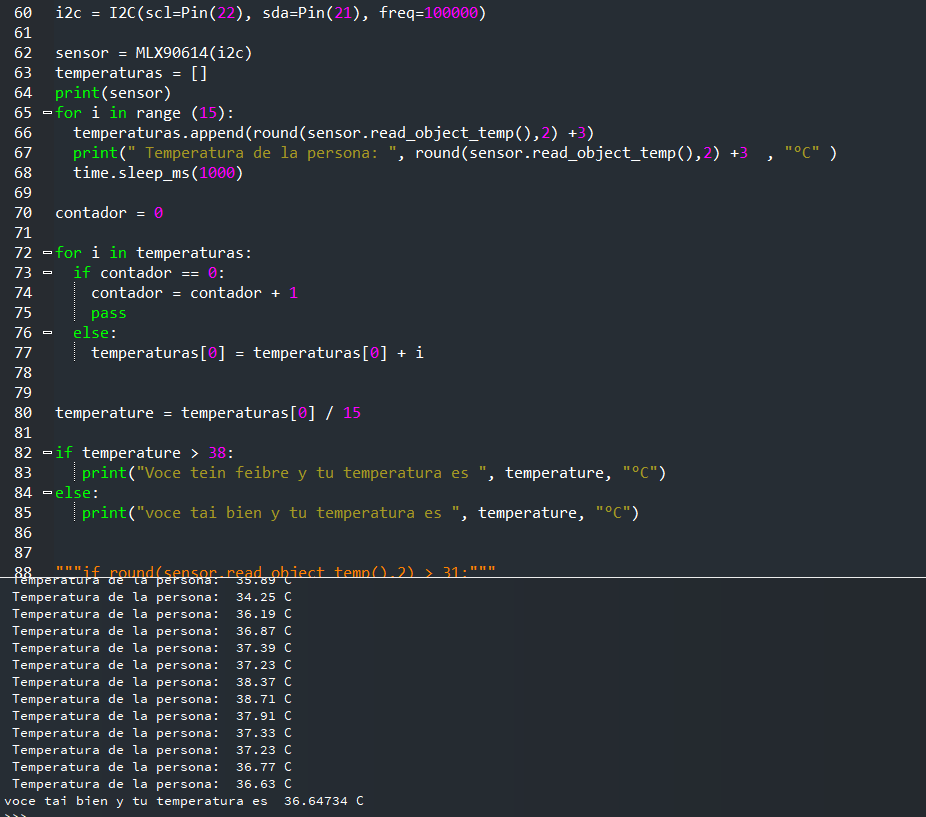 60 i2c = I2C(scl=Pin(22), sda=Pin(21), freq=100000)
61
62 sensor = MLX90614(i2c)
63 temperaturas = []
64 print(sensor)
65 for i in range (15):
66 temperaturas.append(round(sensor.read_object_temp(),2) +3)
67 print(" Temperatura de la persona: ", round(sensor.read_object_temp(),2) +3 , "ºC" )
68 time.sleep_ms(1000)
69
70 contador = 0
71
72 for i in temperaturas:
73 if contador == 0:
74 contador = contador + 1
75 pass
76 else:
77 temperaturas[0] = temperaturas[0] + i
78
79
80 temperature = temperaturas[0] / 15
81
82 if temperature > 38:
83 print("Voce tein feibre y tu temperatura es ", temperature, "ºC")
84 else:
85 print("voce tai bien y tu temperatura es ", temperature, "ºC")
86
87
88 """if round(sensor.read_object_temp(),2) > 31:"""
Temperatura de la persona: 35.89 C
Temperatura de la persona: 34.25 C
Temperatura de la persona: 36.19 C
Temperatura de la persona: 36.87 C
Temperatura de la persona: 37.39 C
Temperatura de la persona: 37.23 C
Temperatura de la persona: 38.37 C
Temperatura de la persona: 38.71 C
Temperatura de la persona: 37.91 C
Temperatura de la persona: 37.33 C
Temperatura de la persona: 37.23 C
Temperatura de la persona: 36.77 C
Temperatura de la persona: 36.63 C
voce tai bien y tu temperatura es 36.64734 C
>>>